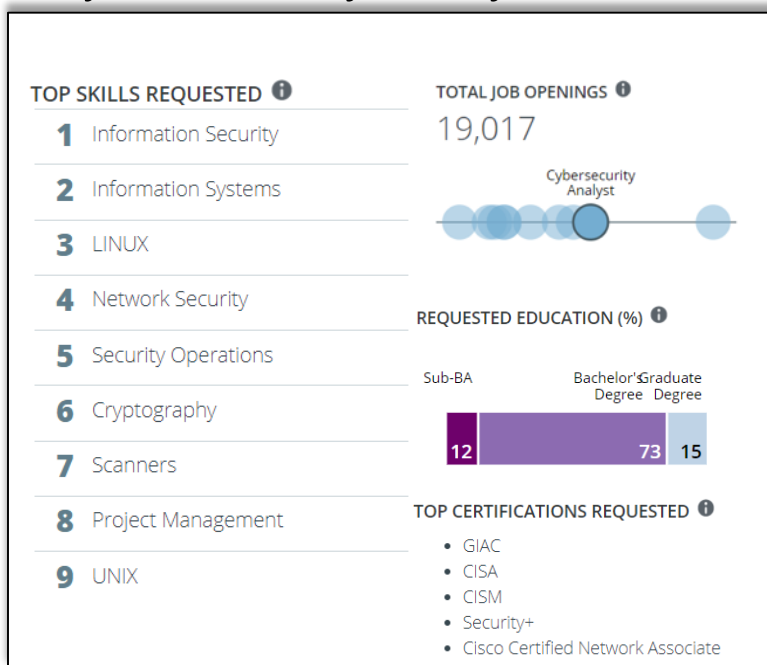 TOP SKILLS REQUESTED
1 Information Security
2 Information Systems
3 LINUX
4 Network Security
5 Security Operations
6 Cryptography
7 Scanners
8 Project Management
9 UNIX
TOTAL JOB OPENINGS
19,017
Cybersecurity
Analyst
REQUESTED EDUCATION (%)
Sub-BA
Bachelor's
Degree
Graduate
Degree
12
73
15
TOP CERTIFICATIONS REQUESTED
• GIAC
• CISA
• CISM
• Security+
• Cisco Certified Network Associate